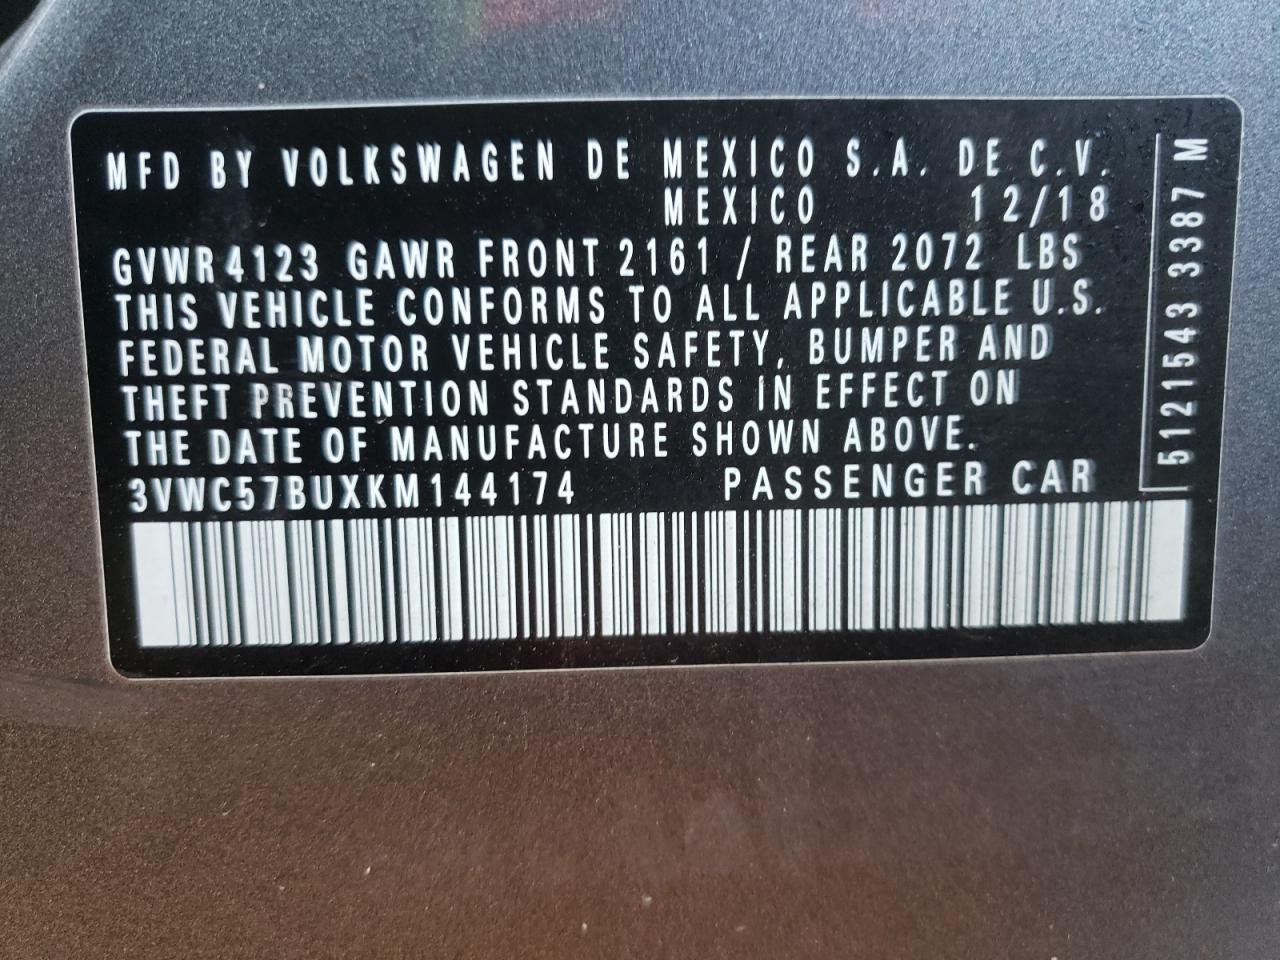 MFD BY VOLKSWAGEN DE MEXICO S.A. DE C.V.
MEXICO 12/18
GVWR 4123 GAWR FRONT 2161 / REAR 2072 LBS
THIS VEHICLE CONFORMS TO ALL APPLICABLE U.S.
FEDERAL MOTOR VEHICLE SAFETY, BUMPER AND
THEFT PREVENTION STANDARDS IN EFFECT ON
THE DATE OF MANUFACTURE SHOWN ABOVE.
3VWC57BUXKM144174 PASSENGER CAR
5121543 3387 M